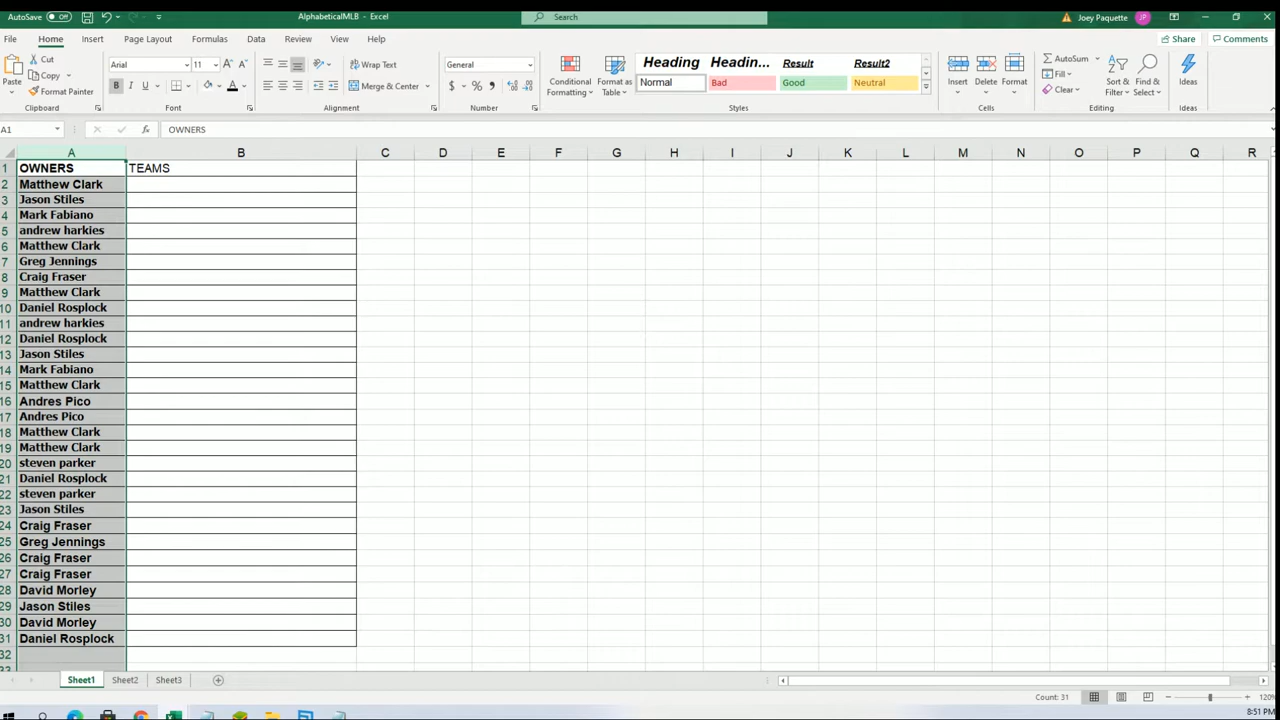 AutoSave Off AlphabeticalMLB - Excel Search Joey Paquette JP
File Home Insert Page Layout Formulas Data Review View Help Share Comments
Paste Cut Copy Format Painter Clipboard
Arial 11 A A B I U A Font
Wrap Text Merge & Center Alignment
General $ % , Number
Conditional Formatting Format as Table
Heading Headin... Result Result2
Normal Bad Good Neutral
Styles
Insert Delete Format Cells
AutoSum Fill Clear Sort & Filter Find & Select Editing
Ideas Ideas
A1 fx OWNERS
A B C D E F G H I J K L M N O P Q R
1 OWNERS TEAMS
2 Matthew Clark
3 Jason Stiles
4 Mark Fabiano
5 andrew harkies
6 Matthew Clark
7 Greg Jennings
8 Craig Fraser
9 Matthew Clark
10 Daniel Rosplock
11 andrew harkies
12 Daniel Rosplock
13 Jason Stiles
14 Mark Fabiano
15 Matthew Clark
16 Andres Pico
17 Andres Pico
18 Matthew Clark
19 Matthew Clark
20 steven parker
21 Daniel Rosplock
22 steven parker
23 Jason Stiles
24 Craig Fraser
25 Greg Jennings
26 Craig Fraser
27 Craig Fraser
28 David Morley
29 Jason Stiles
30 David Morley
31 Daniel Rosplock
32
33
Sheet1 Sheet2 Sheet3
Count: 31 120%
8:51 PM